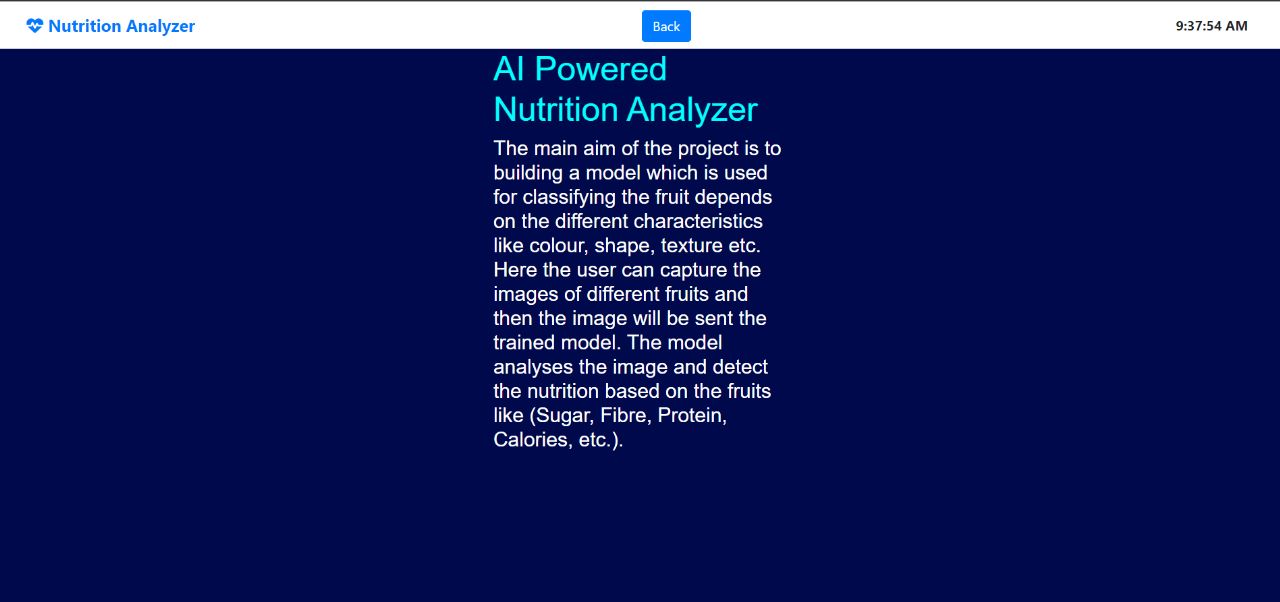 Nutrition Analyzer
Back
9:37:54 AM
AI Powered
Nutrition Analyzer
The main aim of the project is to
building a model which is used
for classifying the fruit depends
on the different characteristics
like colour, shape, texture etc.
Here the user can capture the
images of different fruits and
then the image will be sent the
trained model. The model
analyses the image and detect
the nutrition based on the fruits
like (Sugar, Fibre, Protein,
Calories, etc.).